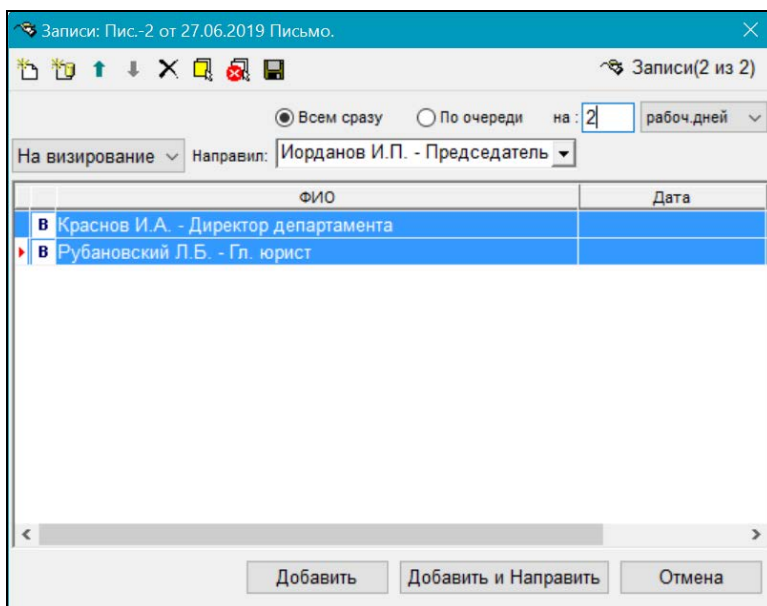 Записи: Пис.-2 от 27.06.2019 Письмо.
Записи(2 из 2)
Всем сразу По очереди на : 2 рабоч.дней
На визирование Направил: Иорданов И.П. - Председатель
ФИО Дата
В Краснов И.А. - Директор департамента
В Рубановский Л.Б. - Гл. юрист
Добавить Добавить и Направить Отмена